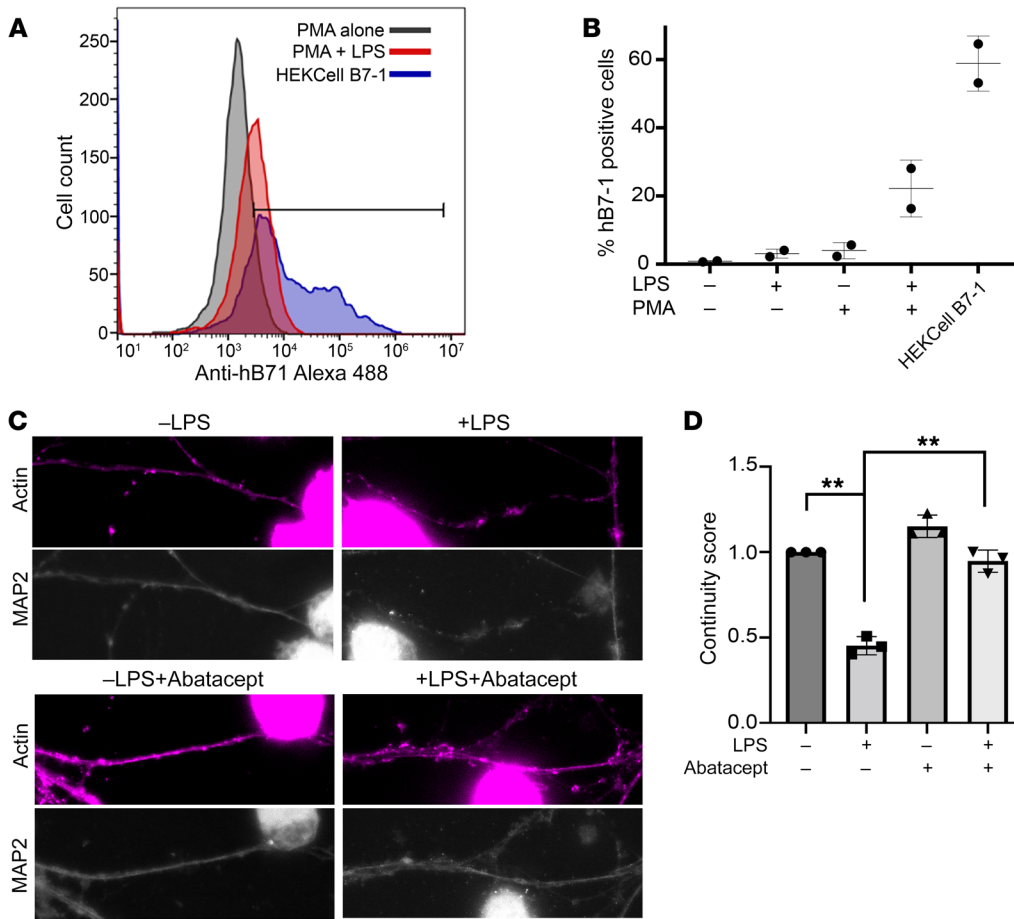 A
PMA alone
PMA + LPS
HEKCell B7-1
Cell count
250
200
150
100
50
0
10¹ 10² 10³ 10⁴ 10⁵ 10⁶ 10⁷
Anti-hB71 Alexa 488
B
% hB7-1 positive cells
60
40
20
0
LPS – + – +
PMA – – + +
HEKCell B7-1
C
–LPS
+LPS
Actin
MAP2
–LPS+Abatacept
+LPS+Abatacept
Actin
MAP2
D
**
**
Continuity score
1.5
1.0
0.5
0.0
LPS – + – +
Abatacept – – + +